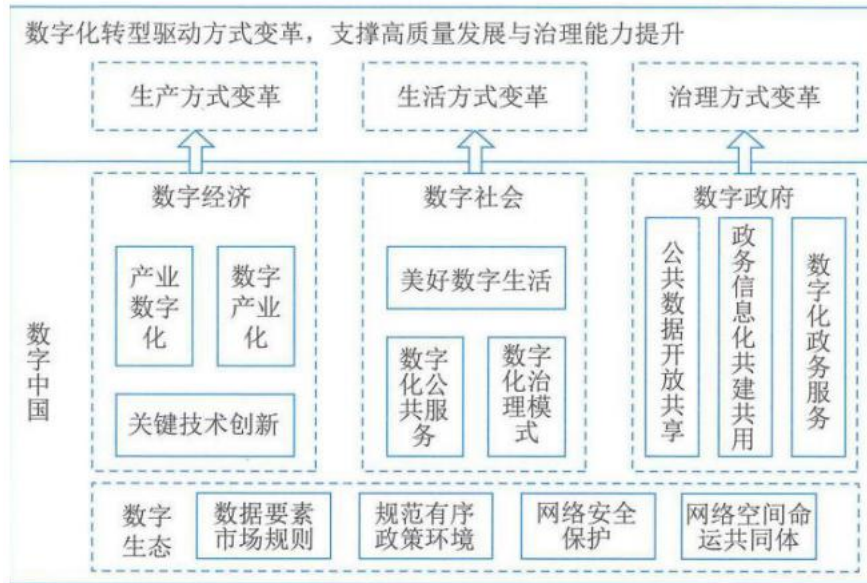 数字化转型驱动方式变革，支撑高质量发展与治理能力提升
生产方式变革
生活方式变革
治理方式变革
数字中国
数字经济
产业
数字
化
数字
产业
化
关键技术创新
数字社会
美好数字生活
数字
化公
共服
务
数字
化治
理模
式
数字政府
公共数据开放共享
政务信息化共建共用
数字化政务服务
数字
生态
数据要素
市场规则
规范有序
政策环境
网络安全
保护
网络空间命
运共同体